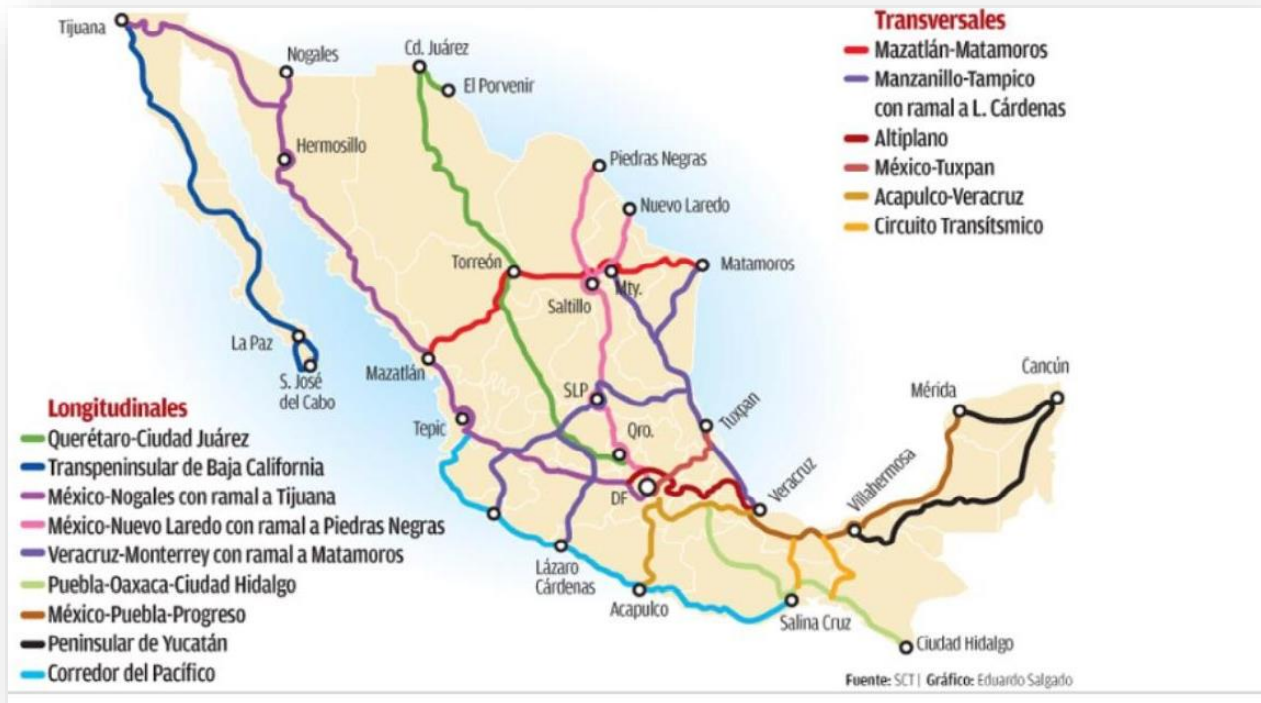 Tijuana
Nogales
Cd. Juárez
El Porvenir
Hermosillo
Piedras Negras
Nuevo Laredo
Torreón
Mty.
Matamoros
Saltillo
La Paz
S. José
del Cabo
Mazatlán
SLP
Tepic
Qro.
Tuxpan
DF
Veracruz
Villahermosa
Mérida
Cancún
Lázaro
Cárdenas
Acapulco
Salina Cruz
Ciudad Hidalgo
Transversales
Mazatlán-Matamoros
Manzanillo-Tampico
con ramal a L. Cárdenas
Altiplano
México-Tuxpan
Acapulco-Veracruz
Circuito Transítsmico
Longitudinales
Querétaro-Ciudad Juárez
Transpeninsular de Baja California
México-Nogales con ramal a Tijuana
México-Nuevo Laredo con ramal a Piedras Negras
Veracruz-Monterrey con ramal a Matamoros
Puebla-Oaxaca-Ciudad Hidalgo
México-Puebla-Progreso
Peninsular de Yucatán
Corredor del Pacífico
Fuente: SCT | Gráfico: Eduardo Salgado